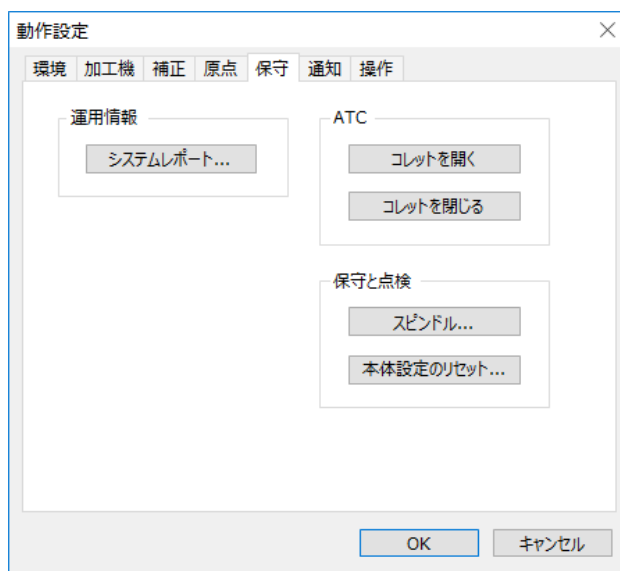 動作設定
環境 加工機 補正 原点 保守 通知 操作
運用情報
システムレポート...
ATC
コレットを開く
コレットを閉じる
保守と点検
スピンドル...
本体設定のリセット...
OK キャンセル